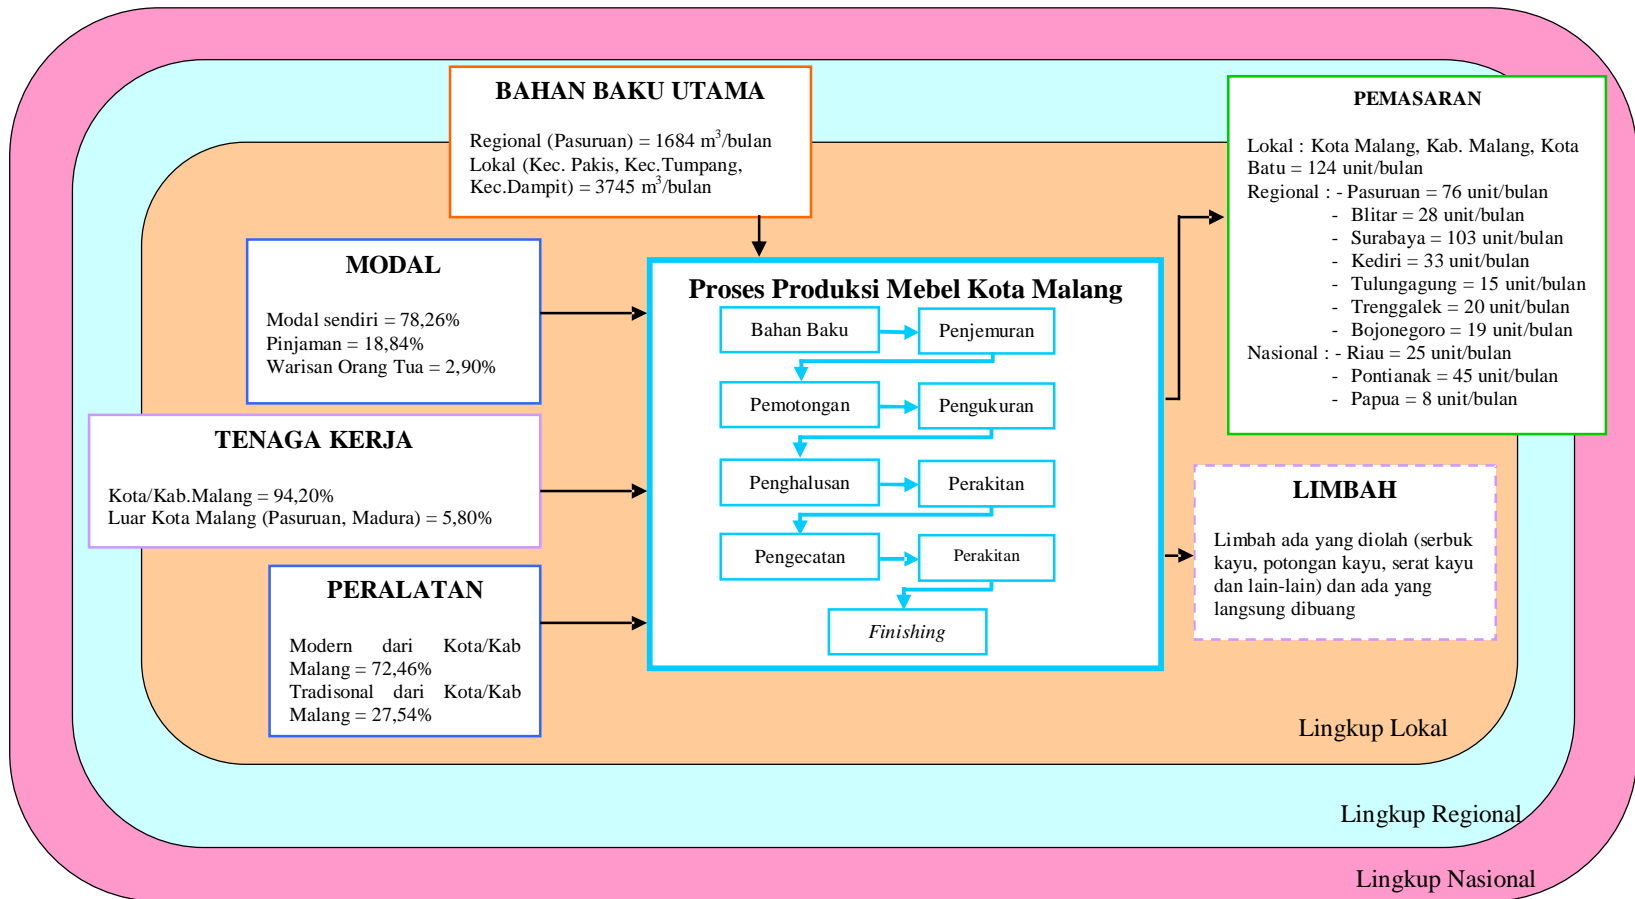 BAHAN BAKU UTAMA
Regional (Pasuruan) = 1684 m³/bulan
Lokal (Kec. Pakis, Kec.Tumpang,
Kec.Dampit) = 3745 m³/bulan
PEMASARAN
Lokal : Kota Malang, Kab. Malang, Kota
Batu = 124 unit/bulan
Regional : - Pasuruan = 76 unit/bulan
- Blitar = 28 unit/bulan
- Surabaya = 103 unit/bulan
- Kediri = 33 unit/bulan
- Tulungagung = 15 unit/bulan
- Trenggalek = 20 unit/bulan
- Bojonegoro = 19 unit/bulan
Nasional : - Riau = 25 unit/bulan
- Pontianak = 45 unit/bulan
- Papua = 8 unit/bulan
MODAL
Modal sendiri = 78,26%
Pinjaman = 18,84%
Warisan Orang Tua = 2,90%
TENAGA KERJA
Kota/Kab.Malang = 94,20%
Luar Kota Malang (Pasuruan, Madura) = 5,80%
PERALATAN
Modern dari Kota/Kab
Malang = 72,46%
Tradisonal dari Kota/Kab
Malang = 27,54%
Proses Produksi Mebel Kota Malang
Bahan Baku
Penjemuran
Pemotongan
Pengukuran
Penghalusan
Perakitan
Pengecatan
Perakitan
Finishing
LIMBAH
Limbah ada yang diolah (serbuk
kayu, potongan kayu, serat kayu
dan lain-lain) dan ada yang
langsung dibuang
Lingkup Lokal
Lingkup Regional
Lingkup Nasional